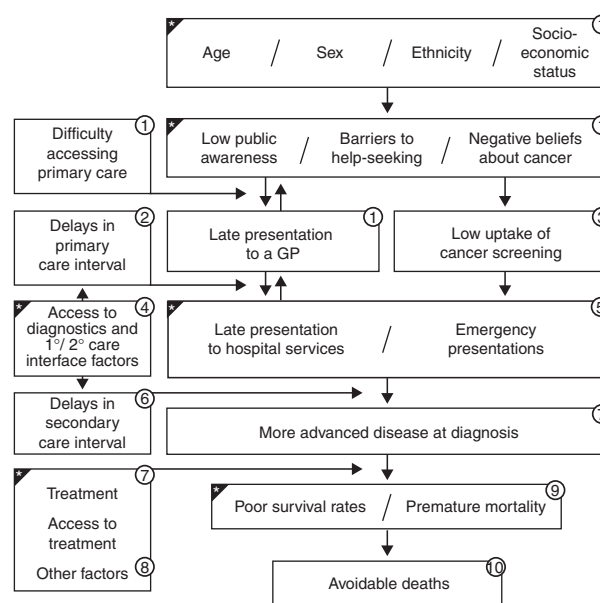 *
Age / Sex / Ethnicity / Socio-
economic
status
1
Difficulty
accessing
primary care
*
Low public
awareness / Barriers to
help-seeking / Negative beliefs
about cancer
2
Delays in
primary
care interval
1
Late presentation
to a GP
Low uptake of
cancer screening
*
4
Access to
diagnostics and
1°/ 2° care
interface factors
*
5
Late presentation
to hospital services / Emergency
presentations
6
Delays in
secondary
care interval
More advanced disease at diagnosis
*
7
Treatment
Access to
treatment
Other factors 8
*
9
Poor survival rates / Premature mortality
10
Avoidable deaths